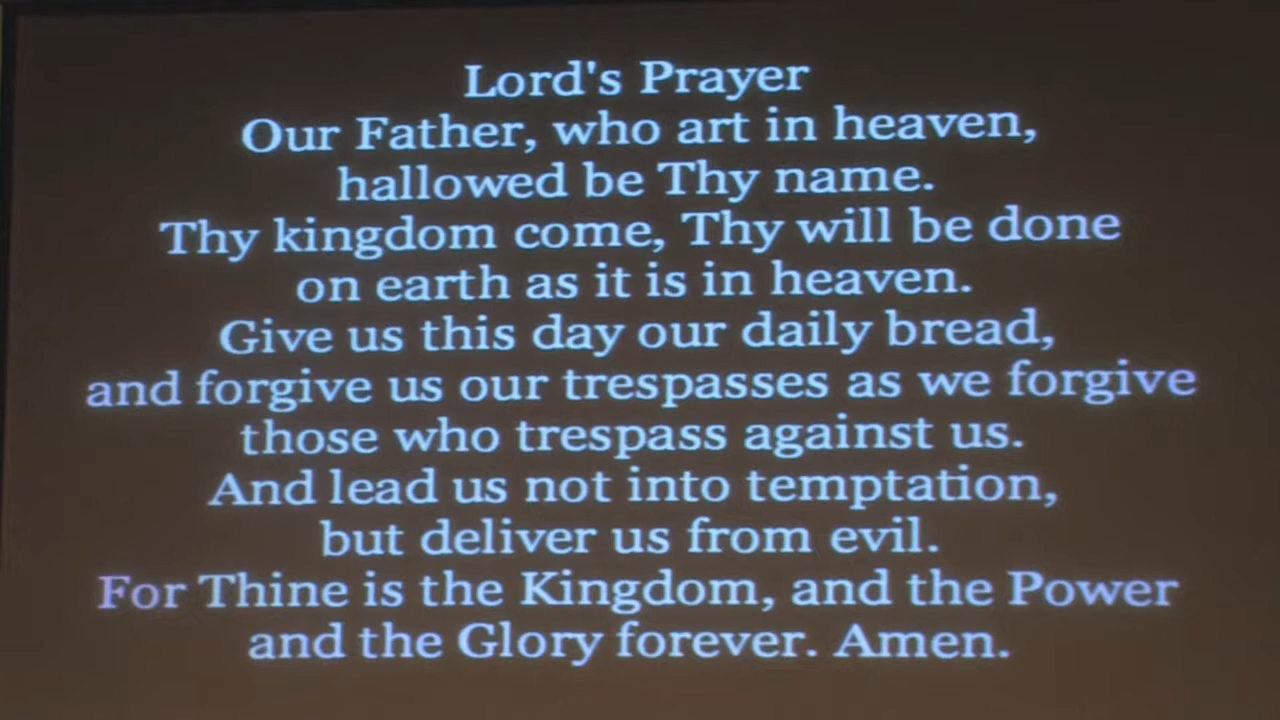 Lord's Prayer
Our Father, who art in heaven,
hallowed be Thy name.
Thy kingdom come, Thy will be done
on earth as it is in heaven.
Give us this day our daily bread,
and forgive us our trespasses as we forgive
those who trespass against us.
And lead us not into temptation,
but deliver us from evil.
For Thine is the Kingdom, and the Power
and the Glory forever. Amen.